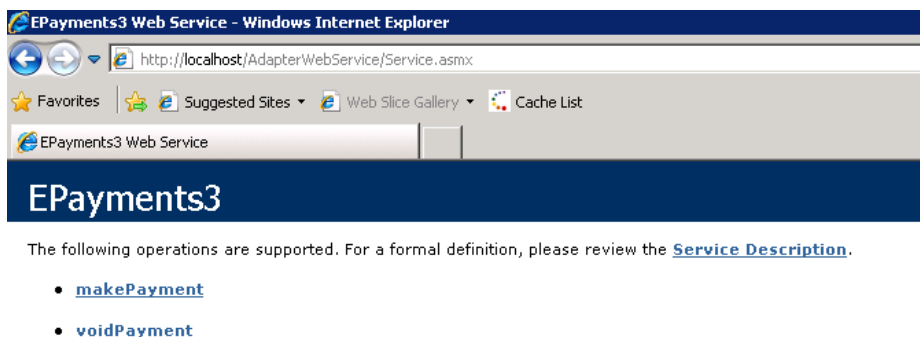 EPayments3 Web Service - Windows Internet Explorer
http://localhost/AdapterWebService/Service.asmx
Favorites Suggested Sites Web Slice Gallery Cache List
EPayments3 Web Service
EPayments3
The following operations are supported. For a formal definition, please review the Service Description.
• makePayment
• voidPayment